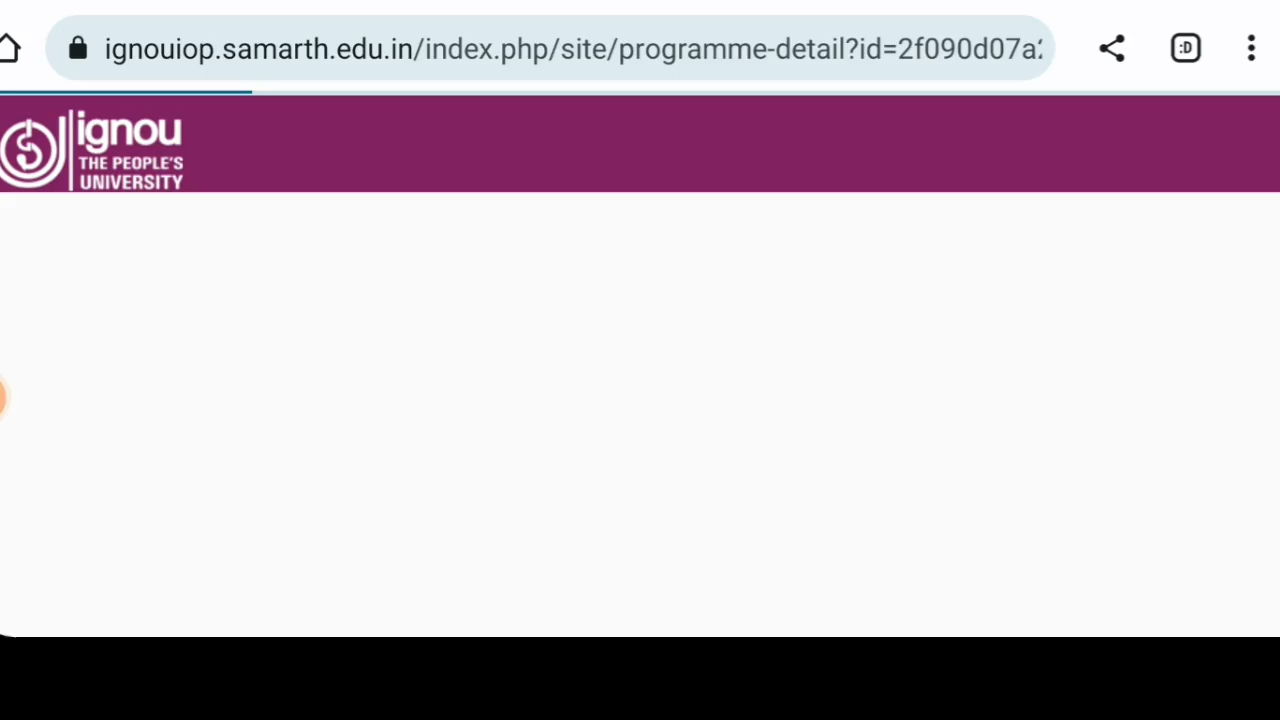 ignouiop.samarth.edu.in/index.php/site/programme-detail?id=2f090d07a
:D
ignou
THE PEOPLE'S
UNIVERSITY